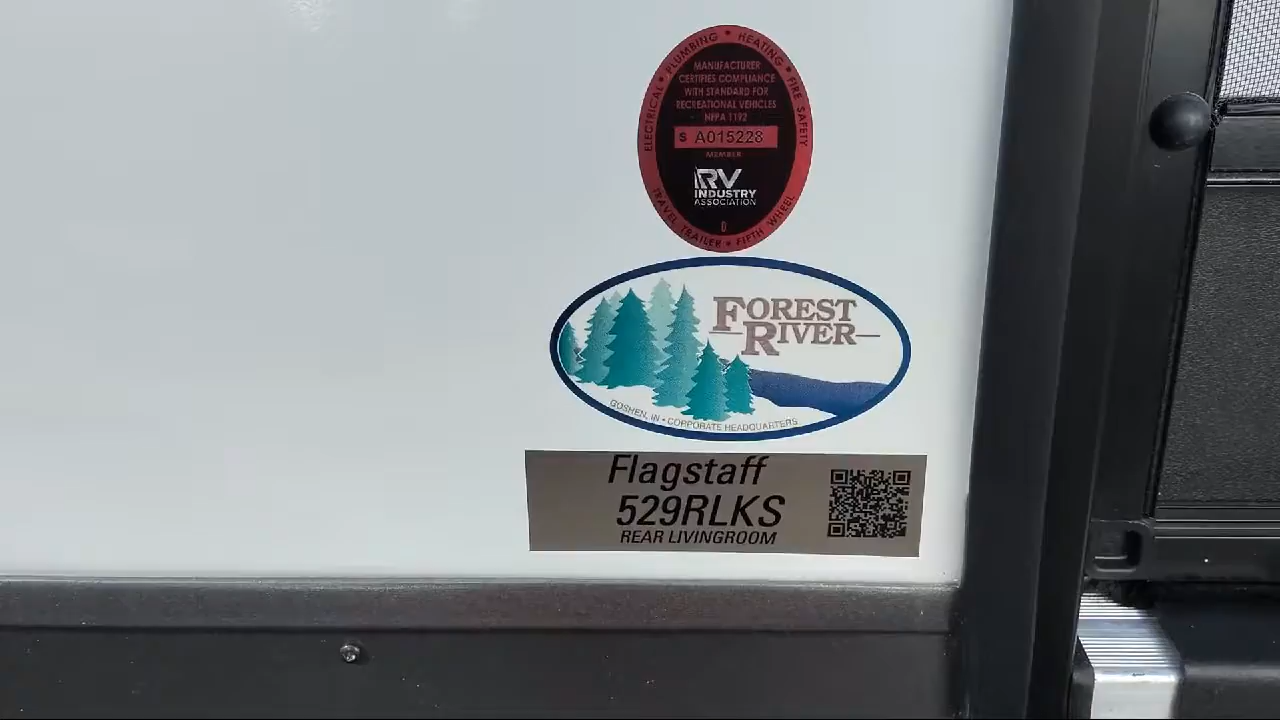 ELECTRICAL • PLUMBING • HEATING • FIRE SAFETY
MANUFACTURER
CERTIFIES COMPLIANCE
WITH STANDARD FOR
RECREATIONAL VEHICLES
NFPA 1192
S A015228
MEMBER
RV
INDUSTRY
ASSOCIATION
0
TRAVEL TRAILER • FIFTH WHEEL
FOREST
RIVER
GOSHEN, IN • CORPORATE HEADQUARTERS
Flagstaff
529RLKS
REAR LIVINGROOM